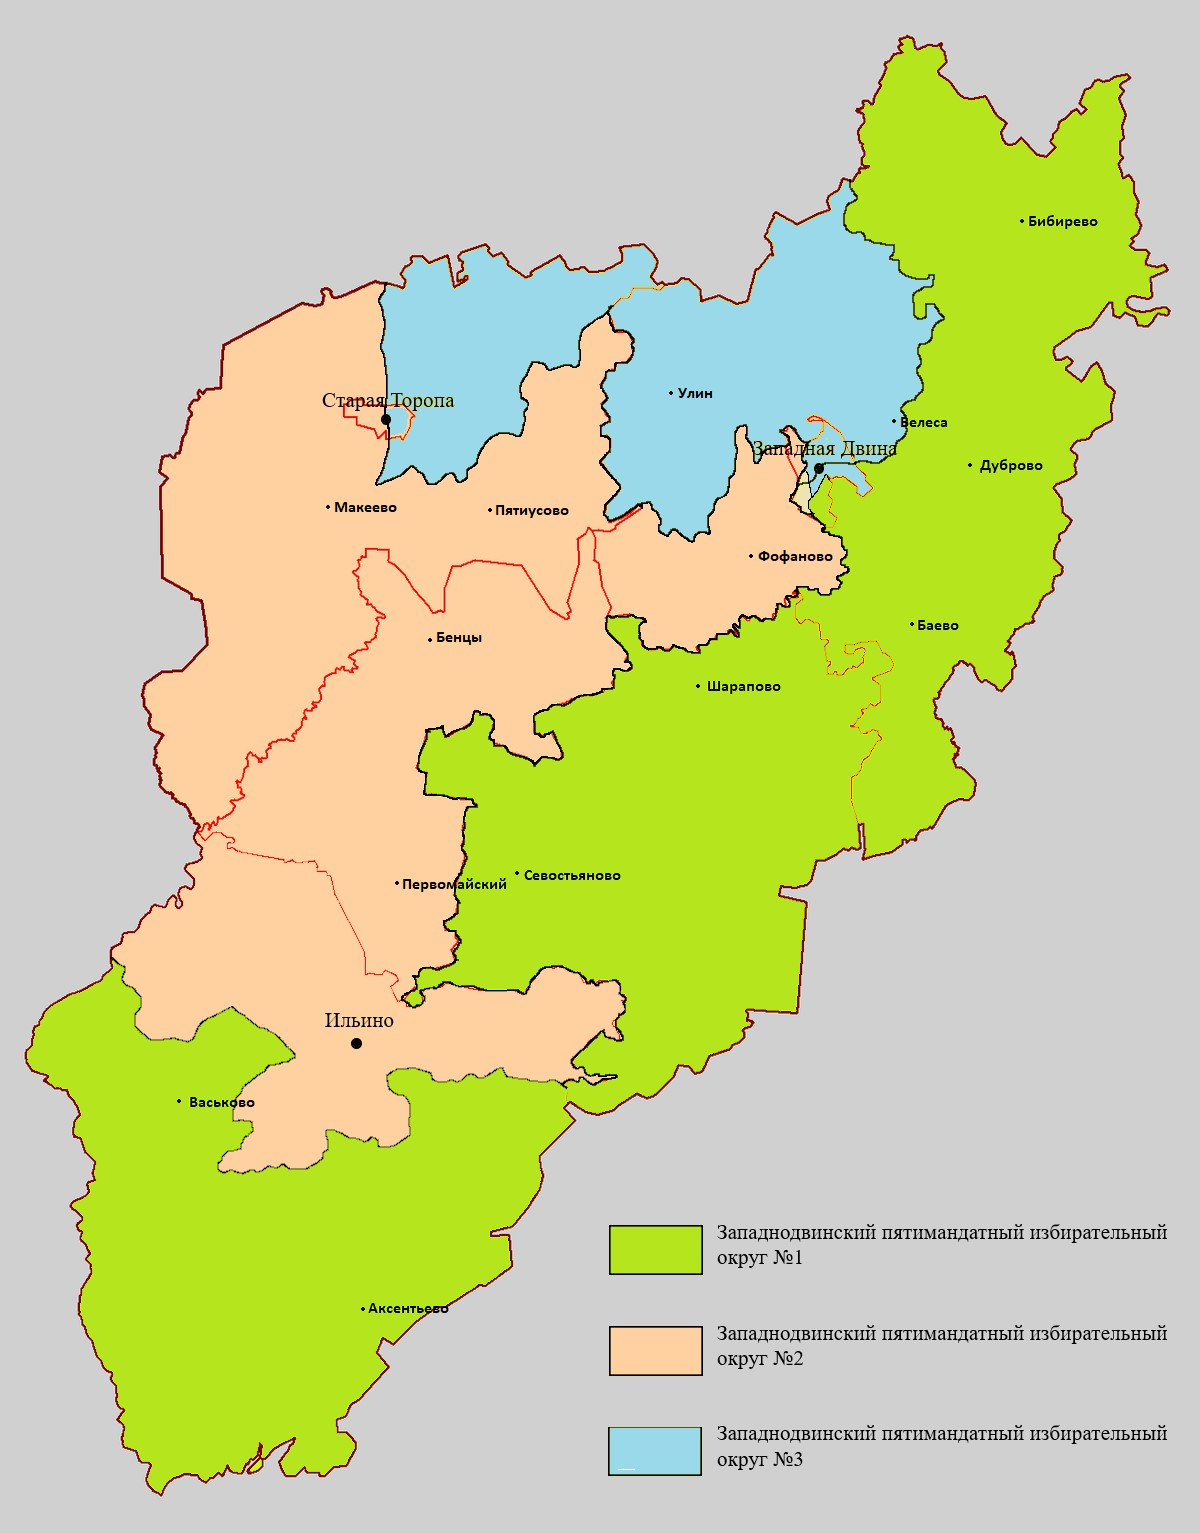 Бибирево
Улин
Старая Торопа
Велеса
Западная Двина
Дуброво
Макеево
Пятиусово
Фофаново
Баево
Бенцы
Шарапово
Севостьяново
Первомайский
Ильино
Васьково
Западнодвинский пятимандатный избирательный
округ №1
Аксентьево
Западнодвинский пятимандатный избирательный
округ №2
Западнодвинский пятимандатный избирательный
округ №3